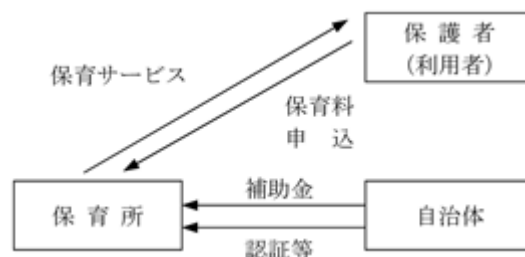 保護者
(利用者)
保育サービス
保育料
申込
補助金
保育所
自治体
認証等